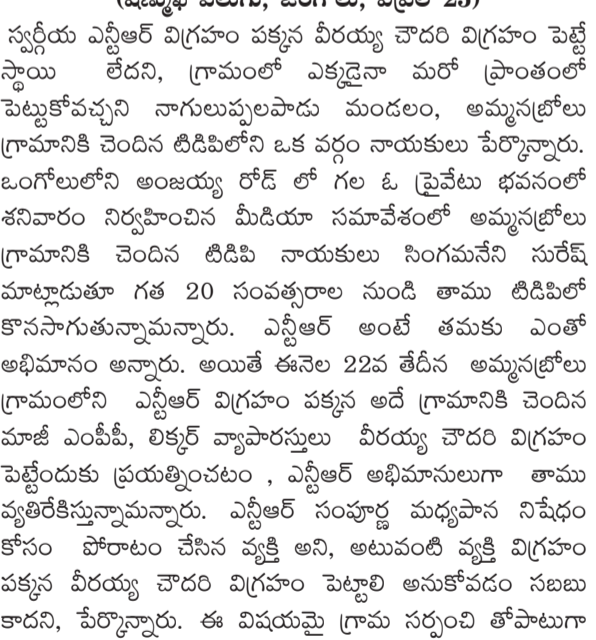 (షణ్ముఖ వెలుగు, ఒంగోలు, ఏప్రిల్ 25)
స్వర్గీయ ఎన్టీఆర్ విగ్రహం పక్కన వీరయ్య చౌదరి విగ్రహం పెట్టే
స్థాయి లేదని, గ్రామంలో ఎక్కడైనా మరో ప్రాంతంలో
పెట్టుకోవచ్చని నాగులుప్పలపాడు మండలం, అమ్మనబ్రోలు
గ్రామానికి చెందిన టిడిపిలోని ఒక వర్గం నాయకులు పేర్కొన్నారు.
ఒంగోలులోని అంజయ్య రోడ్ లో గల ఓ ప్రైవేటు భవనంలో
శనివారం నిర్వహించిన మీడియా సమావేశంలో అమ్మనబ్రోలు
గ్రామానికి చెందిన టిడిపి నాయకులు సింగమనేని సురేష్
మాట్లాడుతూ గత 20 సంవత్సరాల నుండి తాము టిడిపిలో
కొనసాగుతున్నామన్నారు. ఎన్టీఆర్ అంటే తమకు ఎంతో
అభిమానం అన్నారు. అయితే ఈనెల 22వ తేదీన అమ్మనబ్రోలు
గ్రామంలోని ఎన్టీఆర్ విగ్రహం పక్కన అదే గ్రామానికి చెందిన
మాజీ ఎంపీపీ, లిక్కర్ వ్యాపారస్తులు వీరయ్య చౌదరి విగ్రహం
పెట్టేందుకు ప్రయత్నించటం , ఎన్టీఆర్ అభిమానులుగా తాము
వ్యతిరేకిస్తున్నామన్నారు. ఎన్టీఆర్ సంపూర్ణ మధ్యపాన నిషేధం
కోసం పోరాటం చేసిన వ్యక్తి అని, అటువంటి వ్యక్తి విగ్రహం
పక్కన వీరయ్య చౌదరి విగ్రహం పెట్టాలి అనుకోవడం సబబు
కాదని, పేర్కొన్నారు. ఈ విషయమై గ్రామ సర్పంచి తోపాటుగా